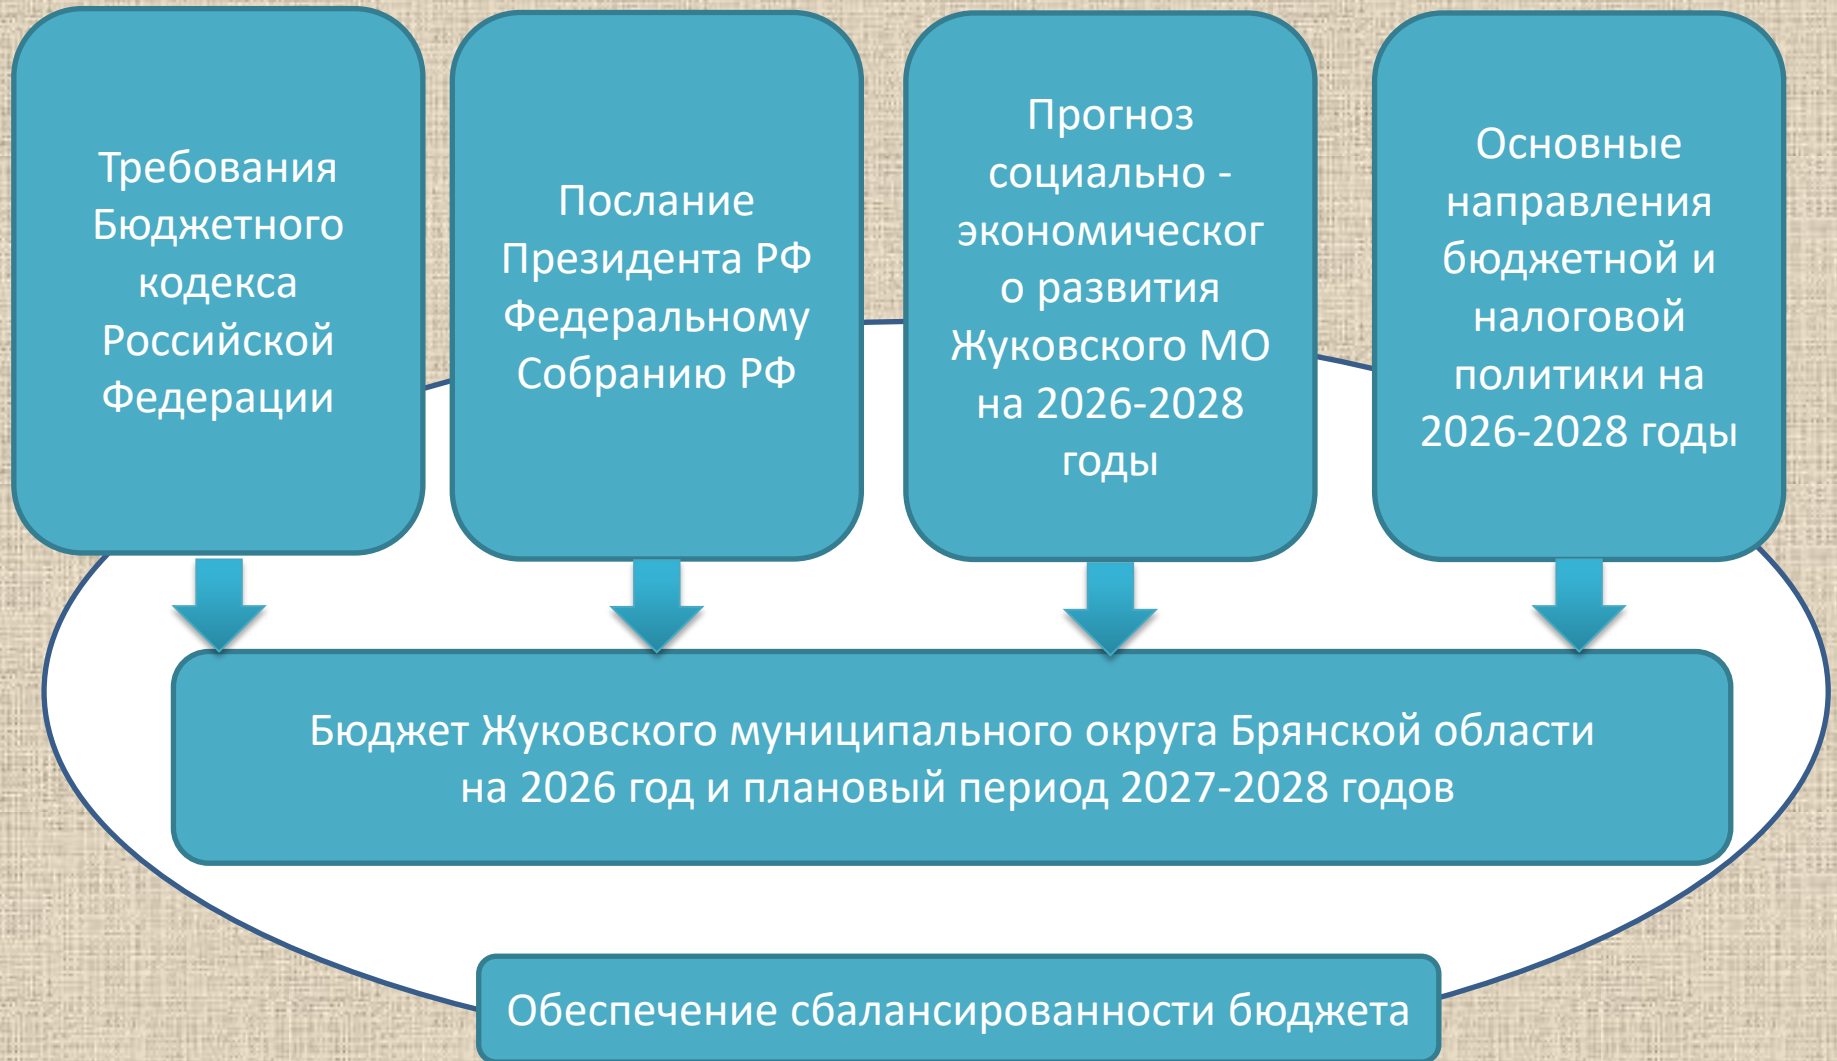 Требования
Бюджетного
кодекса
Российской
Федерации
Послание
Президента РФ
Федеральному
Собранию РФ
Прогноз
социально -
экономическог
о развития
Жуковского МО
на 2026-2028
годы
Основные
направления
бюджетной и
налоговой
политики на
2026-2028 годы
Бюджет Жуковского муниципального округа Брянской области
на 2026 год и плановый период 2027-2028 годов
Обеспечение сбалансированности бюджета